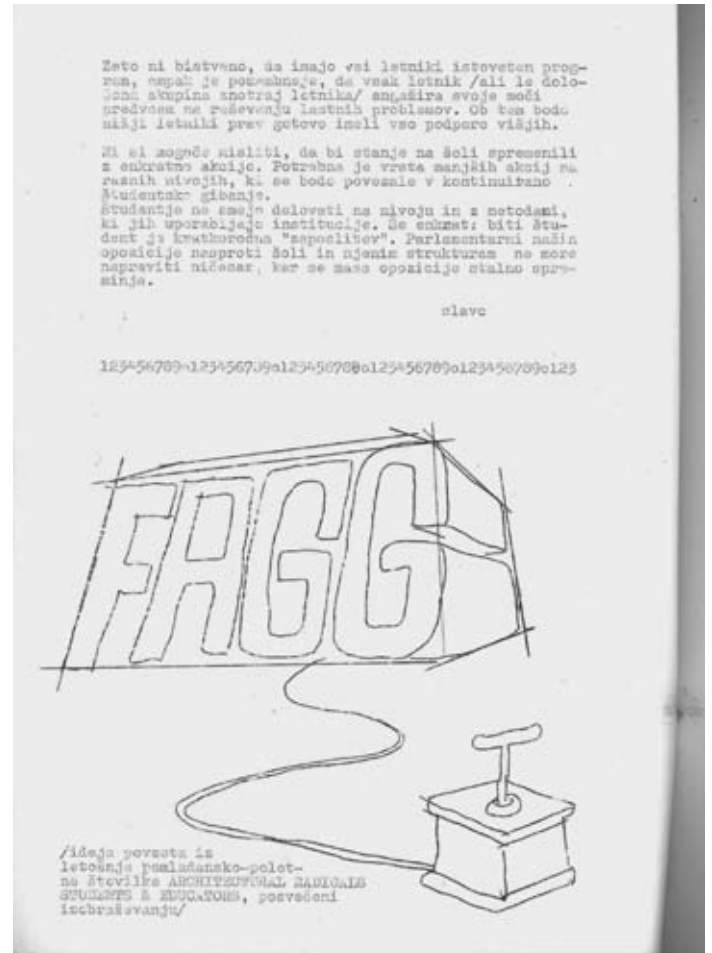 Zato ni bistveno, da imajo vsi letniki istoveten prog-
ram, ampak je pomembneje, da vsak letnik /ali le dolo-
čena skupina znotraj letnika/ angažira svoje moči
predvsem na reševanju lastnih problemov. Ob tem bodo
nižji letniki prav gotovo imeli vso podporo višjih.
Ni si mogoče misliti, da bi stanje na šoli spremenili
z enkratno akcijo. Potrebna je vrsta manjših akcij na
raznih nivojih, ki se bodo povezale v kontinuirano
študentsko gibanje.
Študentje ne smejo delovati na nivoju in z metodami,
ki jih uporabljajo institucije. Še enkrat: biti štu-
dent je kratkoročna "zaposlitev". Parlamentarni način
opozicije nasproti šoli in njenim strukturam ne more
napraviti ničesar, ker se masa opozicije stalno spre-
minja.
slavc
123456789o123456789o123456789o123456789o123456789o123
FAGG
/ideja povzeta iz
letošnje pomladansko-polet-
ne številke ARCHITECTURAL RADICALS
STUDENTS & EDUCATORS, posvečeni
izobraževanju/